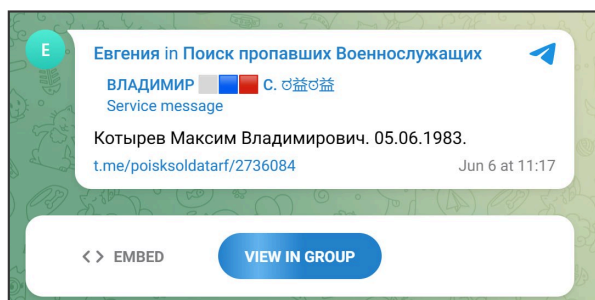 E
Евгения in Поиск пропавших Военнослужащих
ВЛАДИМИР ⬜🟦🟥 С. ಠ益ಠ益
Service message
Котырев Максим Владимирович. 05.06.1983.
t.me/poisksoldatarf/2736084 Jun 6 at 11:17
<> EMBED
VIEW IN GROUP